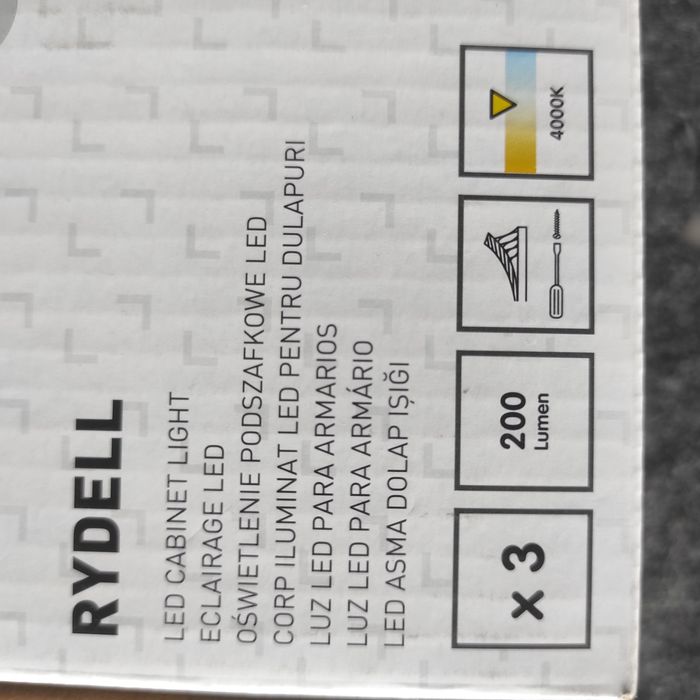 RYDELL
LED CABINET LIGHT
ECLAIRAGE LED
OŚWIETLENIE PODSZAFKOWE LED
CORP ILUMINAT LED PENTRU DULAPURI
LUZ LED PARA ARMARIOS
LUZ LED PARA ARMÁRIO
LED ASMA DOLAP IŞIĞI
x 3
200
Lumen
4000K